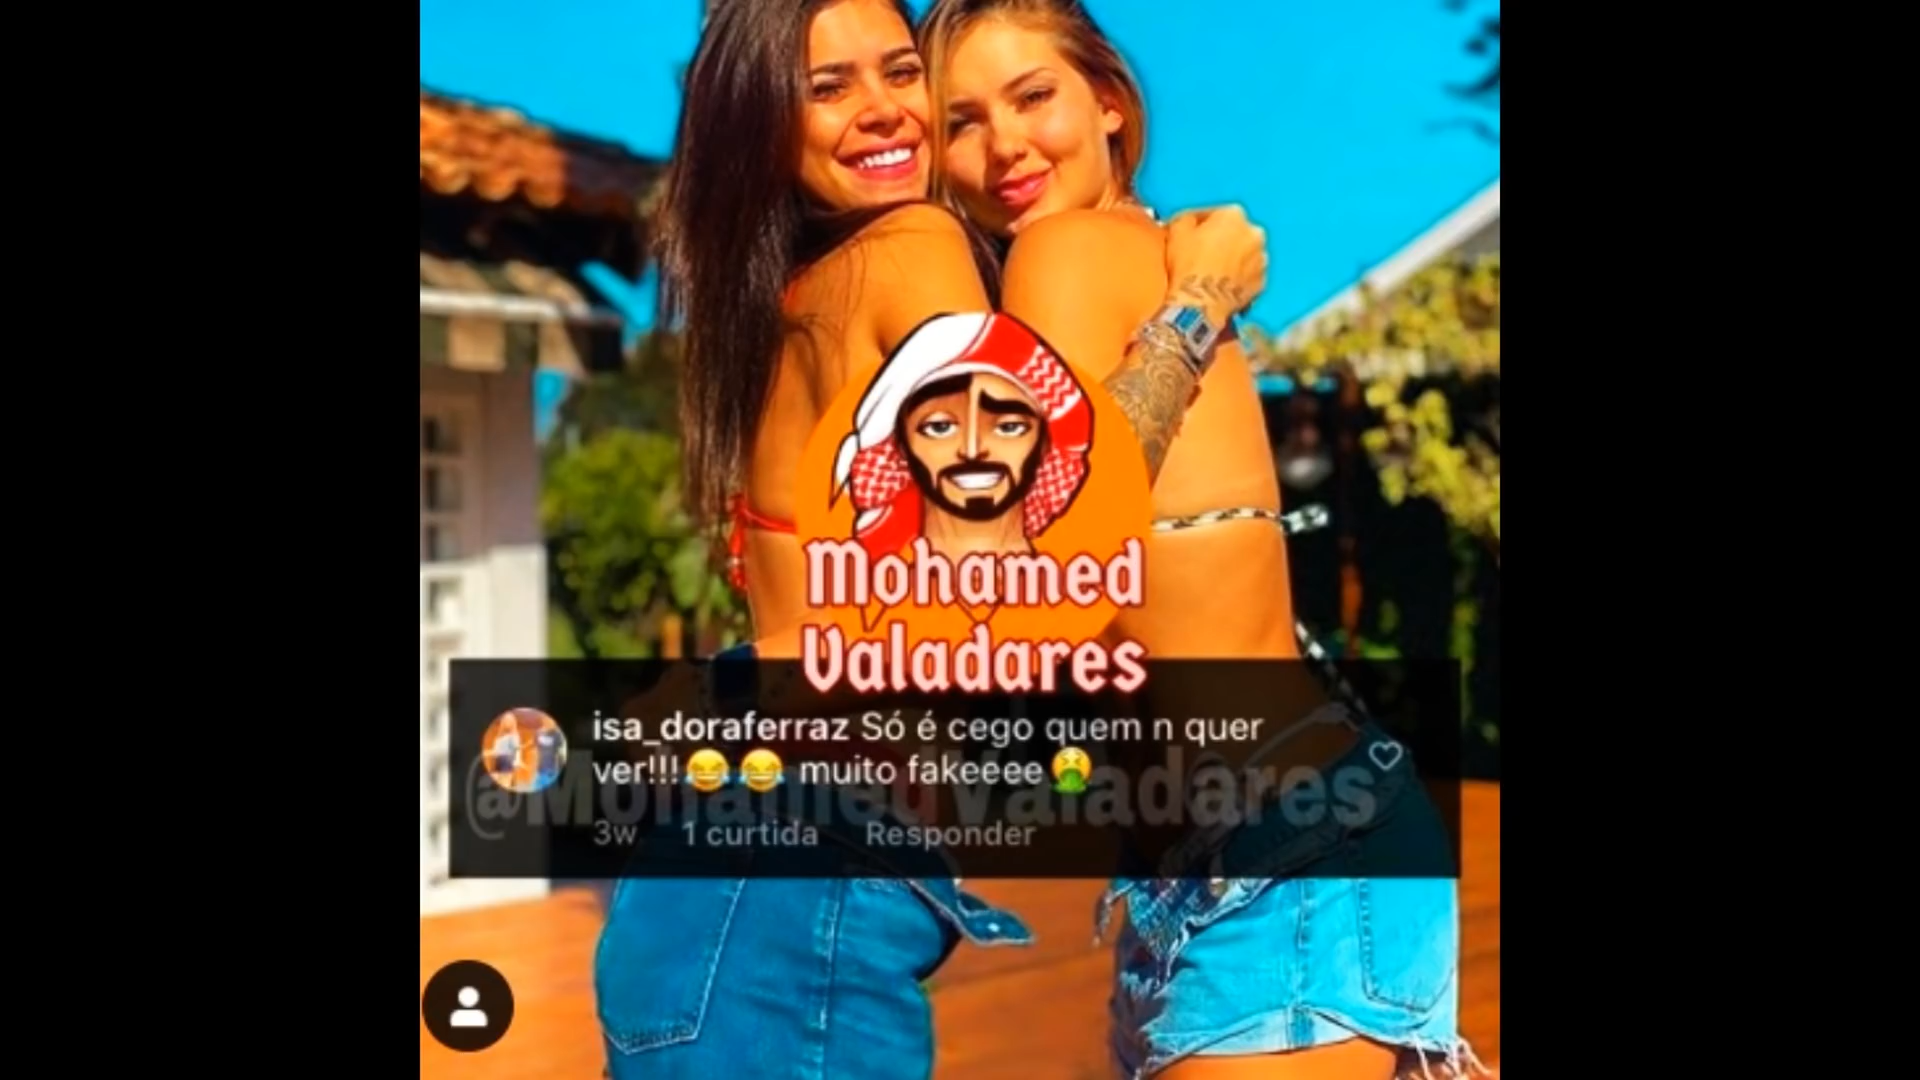 Mohamed
Valadares
isa_doraferraz Só é cego quem n quer
ver!!!😂😂 muito fakeeee🤮
@MohamedValadares
3w 1 curtida Responder